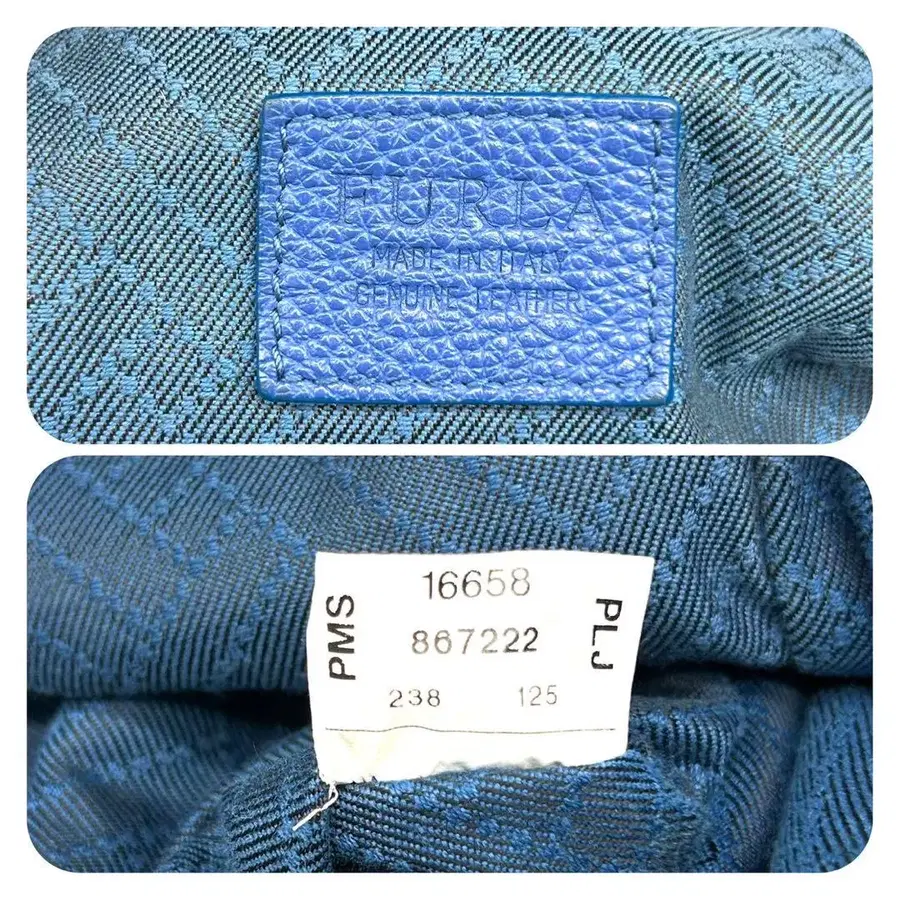 FURLA
MADE IN ITALY
GENUINE LEATHER
PMS
16658
867222
238 125
PLJ